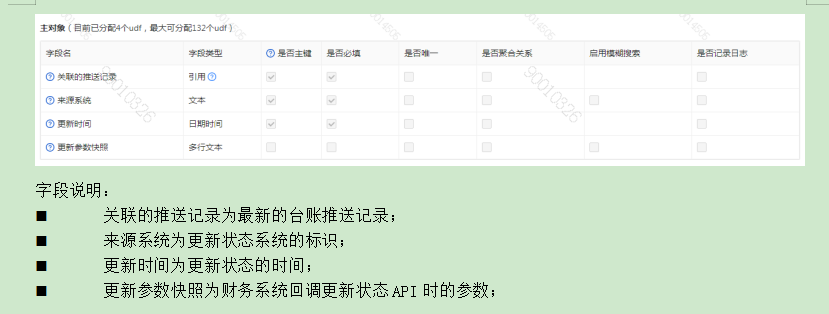 主对象（目前已分配4个udf，最大可分配132个udf）
字段名 字段类型 是否主键 是否必填 是否唯一 是否聚合关系 启用模糊搜索 是否记录日志
关联的推送记录 引用
来源系统 文本
更新时间 日期时间
更新参数快照 多行文本
90010326
90010326
字段说明：
■ 关联的推送记录为最新的台账推送记录；
■ 来源系统为更新状态系统的标识；
■ 更新时间为更新状态的时间；
■ 更新参数快照为财务系统回调更新状态 API 时的参数；